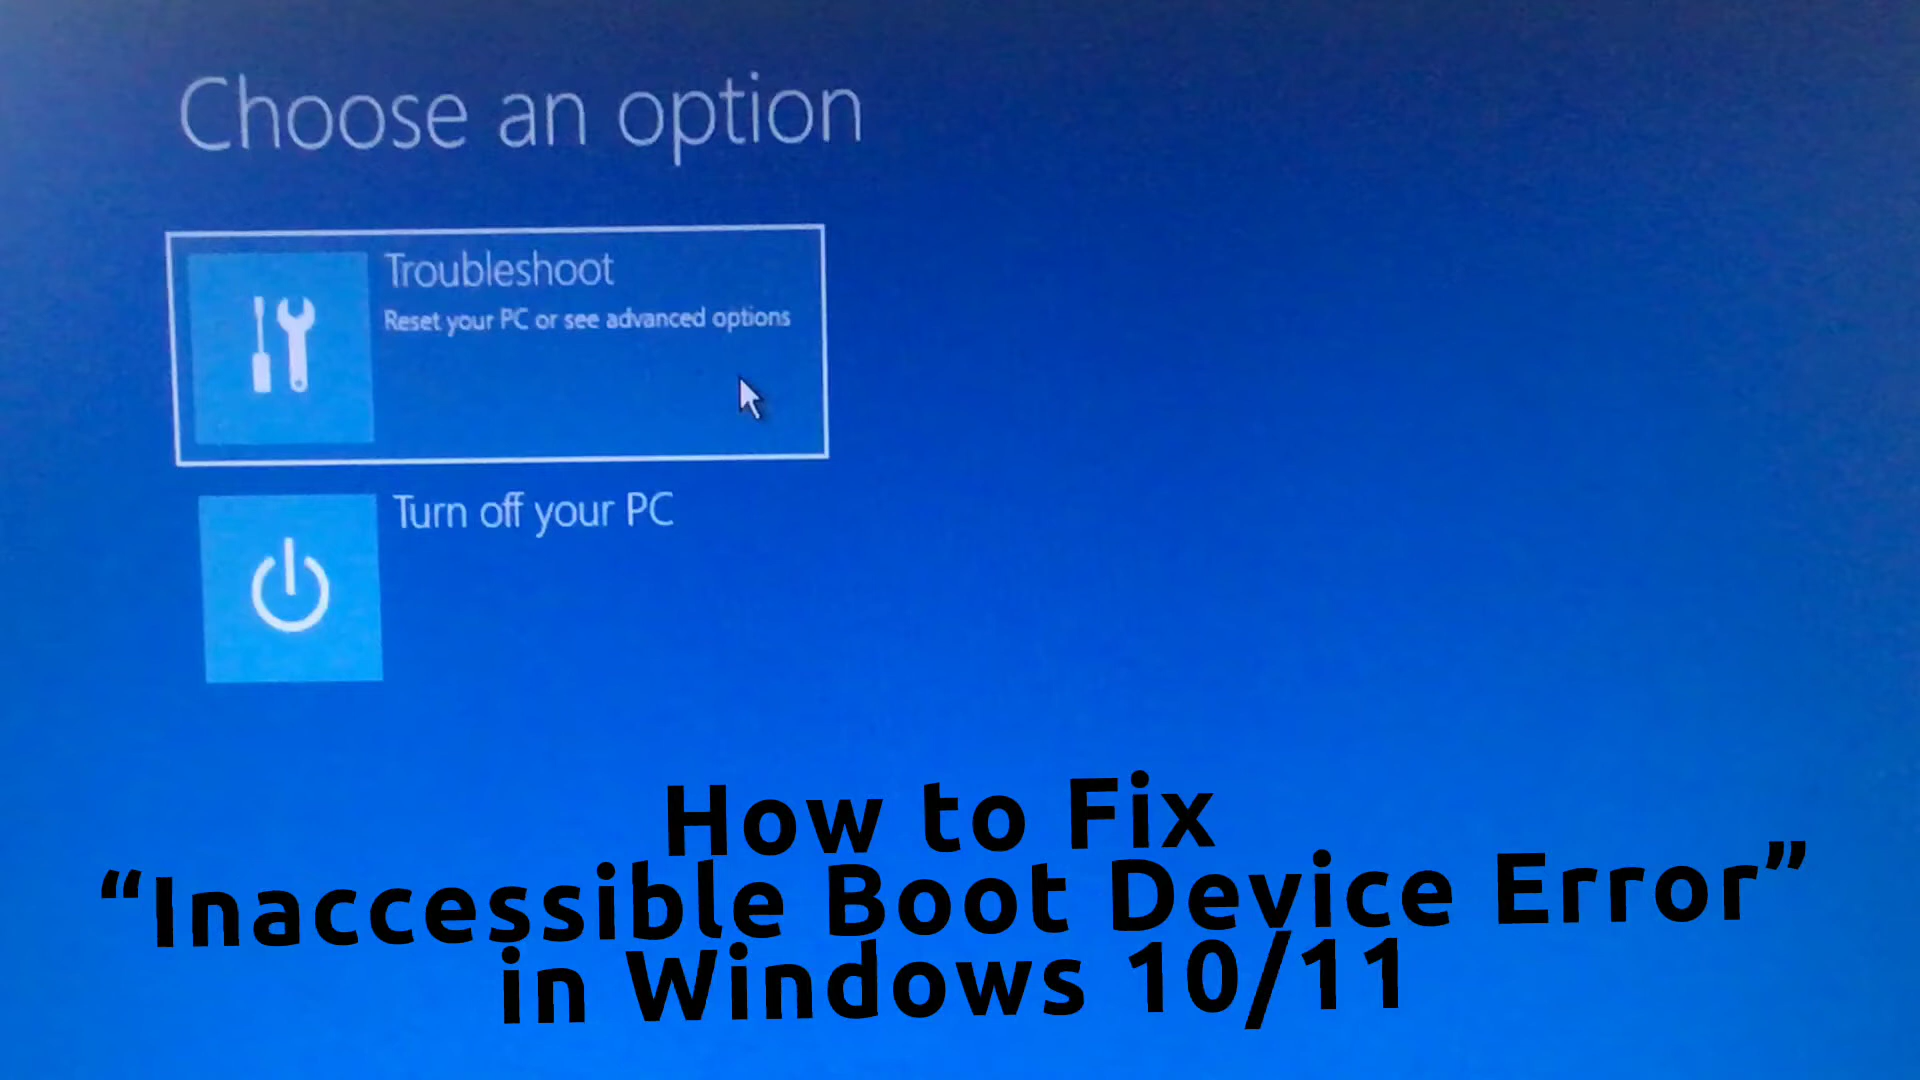 Choose an option
Troubleshoot
Reset your PC or see advanced options
Turn off your PC
How to Fix
“Inaccessible Boot Device Error”
in Windows 10/11